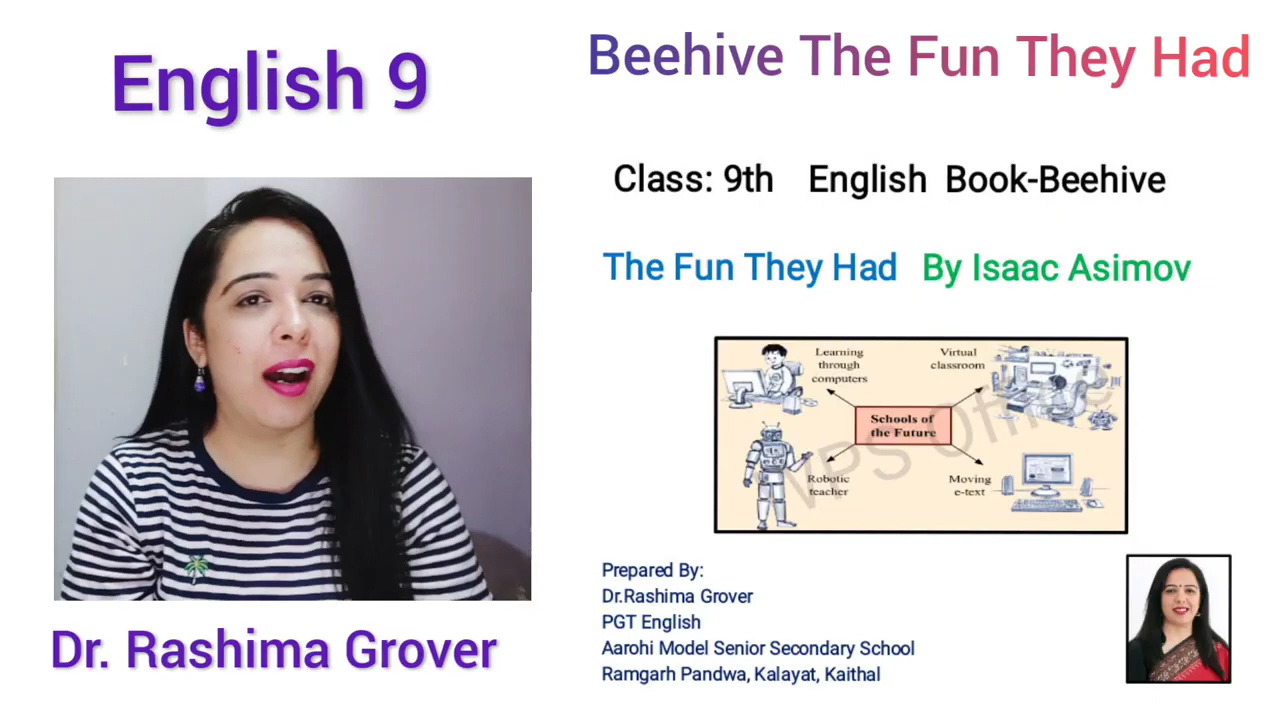 English 9
Beehive The Fun They Had
Class: 9th English Book-Beehive
The Fun They Had By Isaac Asimov
Learning
through
computers
Virtual
classroom
Schools of
the Future
Robotic
teacher
Moving
e-text
WPS Office
Prepared By:
Dr.Rashima Grover
PGT English
Aarohi Model Senior Secondary School
Ramgarh Pandwa, Kalayat, Kaithal
Dr. Rashima Grover